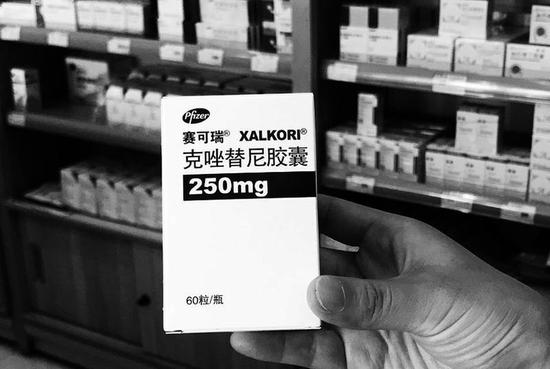 Pfizer
赛可瑞® XALKORI®
克唑替尼胶囊
250mg
60粒/瓶